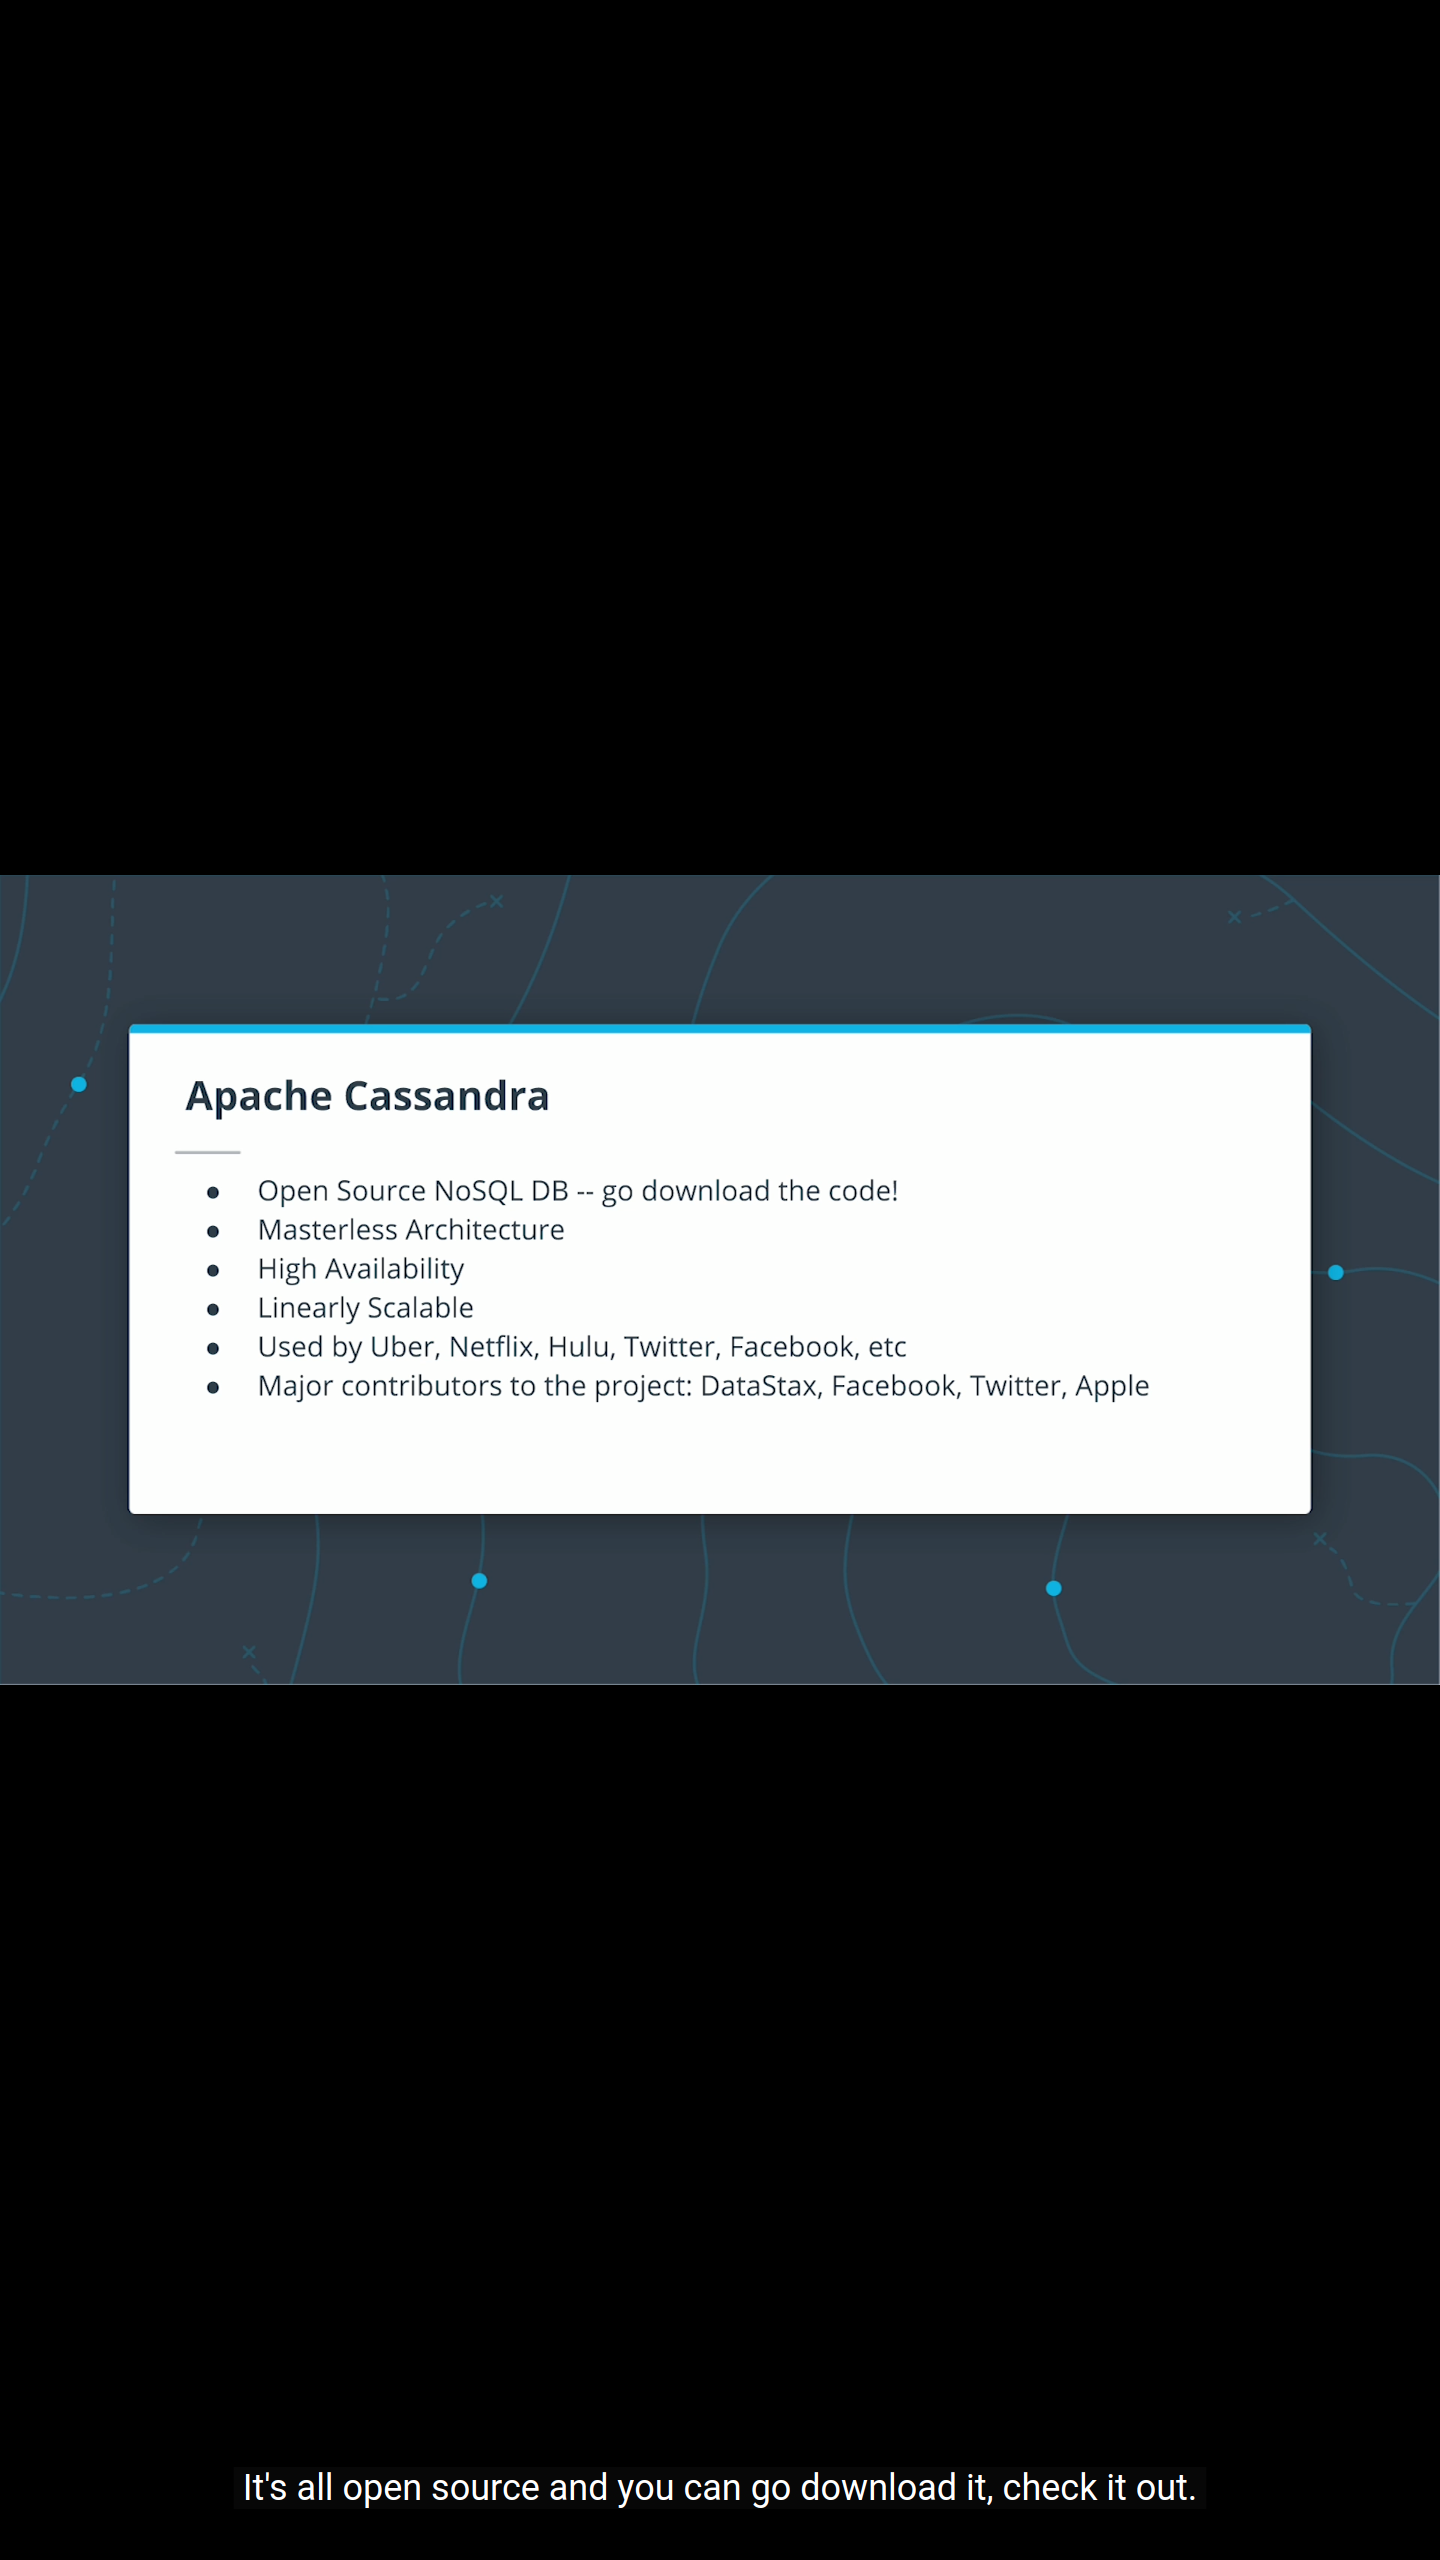 Apache Cassandra
● Open Source NoSQL DB -- go download the code!
● Masterless Architecture
● High Availability
● Linearly Scalable
● Used by Uber, Netflix, Hulu, Twitter, Facebook, etc
● Major contributors to the project: DataStax, Facebook, Twitter, Apple
It's all open source and you can go download it, check it out.